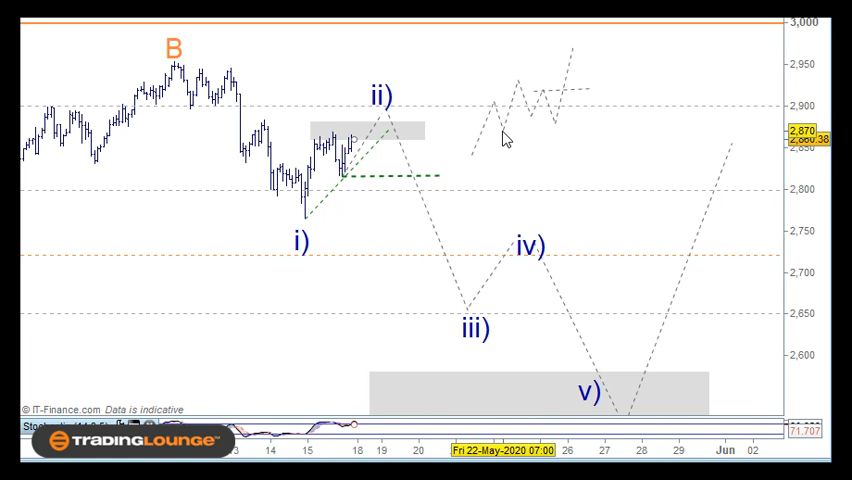 3,000
B
2,950
ii)
2,900
2,870
2,850
2,800
i)
iv)
2,750
2,700
2,650
iii)
2,600
v)
© IT-Finance.com Data is indicative
TRADINGLOUNGE™
71.707
14 15 18 19 20 Fri 22-May-2020 07:00 26 27 28 29 Jun 02